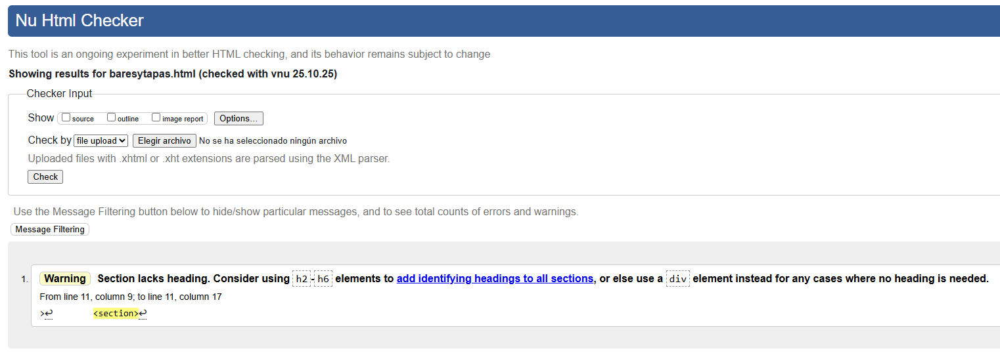 Nu Html Checker
This tool is an ongoing experiment in better HTML checking, and its behavior remains subject to change
Showing results for baresytapas.html (checked with vnu 25.10.25)
Checker Input
Show source outline image report Options...
Check by file upload Elegir archivo No se ha seleccionado ningún archivo
Uploaded files with .xhtml or .xht extensions are parsed using the XML parser.
Check
Use the Message Filtering button below to hide/show particular messages, and to see total counts of errors and warnings.
Message Filtering
1. Warning Section lacks heading. Consider using h2-h6 elements to add identifying headings to all sections, or else use a div element instead for any cases where no heading is needed.
From line 11, column 9; to line 11, column 17
>↩ <section>↩